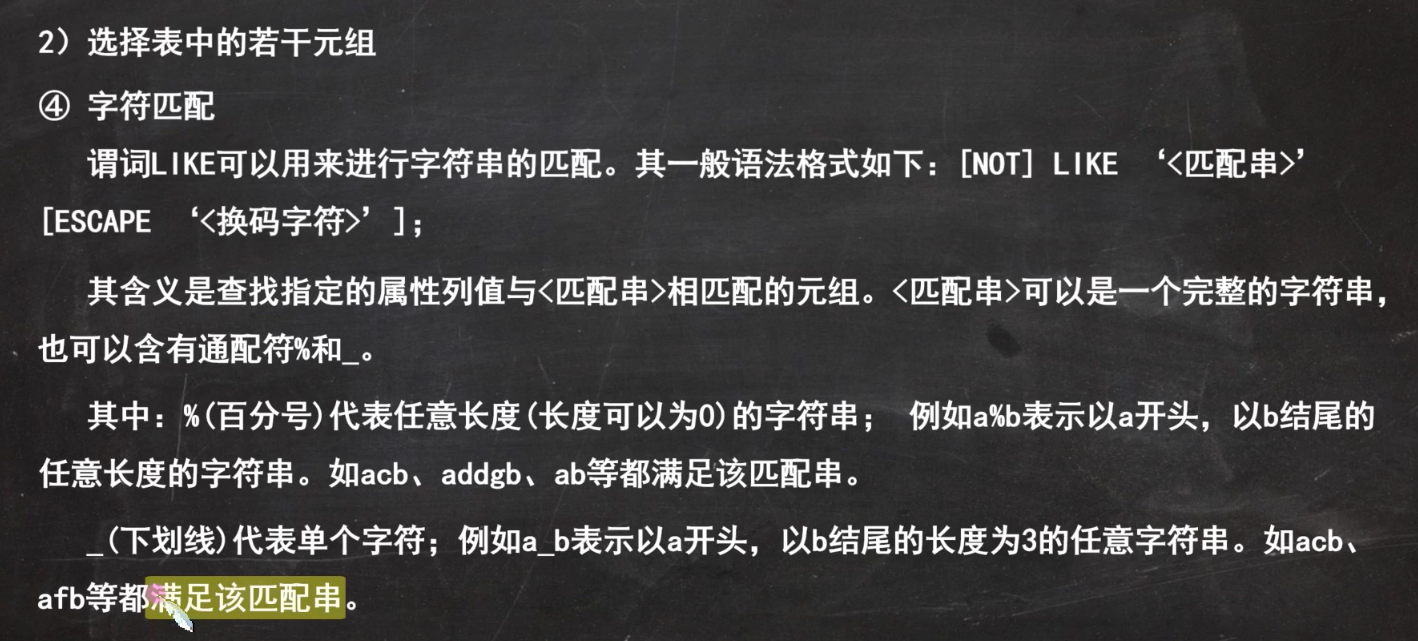 2）选择表中的若干元组
④ 字符匹配
谓词LIKE可以用来进行字符串的匹配。其一般语法格式如下：[NOT] LIKE ‘<匹配串>’
[ESCAPE ‘<换码字符>’]；
其含义是查找指定的属性列值与<匹配串>相匹配的元组。<匹配串>可以是一个完整的字符串，
也可以含有通配符%和_。
其中：%(百分号)代表任意长度(长度可以为0)的字符串； 例如a%b表示以a开头，以b结尾的
任意长度的字符串。如acb、addgb、ab等都满足该匹配串。
_(下划线)代表单个字符；例如a_b表示以a开头，以b结尾的长度为3的任意字符串。如acb、
afb等都满足该匹配串。